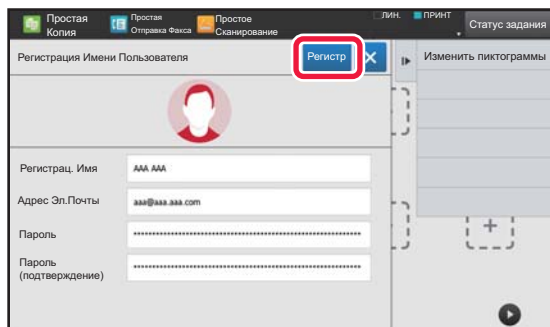 Простая
Копия
Простая
Отправка Факса
Простое
Сканирование
ЛИН.
ПРИНТ
Статус задания
Регистрация Имени Пользователя
Регистр
Изменить пиктограммы
Регистрац. Имя
AAA AAA
Адрес Эл.Почты
aaa@aaa.aaa.com
Пароль
Пароль
(подтверждение)